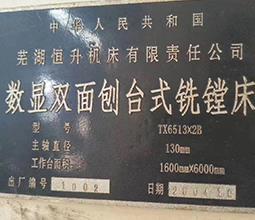 中华人民共和国
芜湖恒升机床有限责任公司
数显双面刨台式铣镗床
型号 TX6513×2B
主轴直径 130mm
工作台面积: 1600mm×6000mm
出厂编号 1002 日期